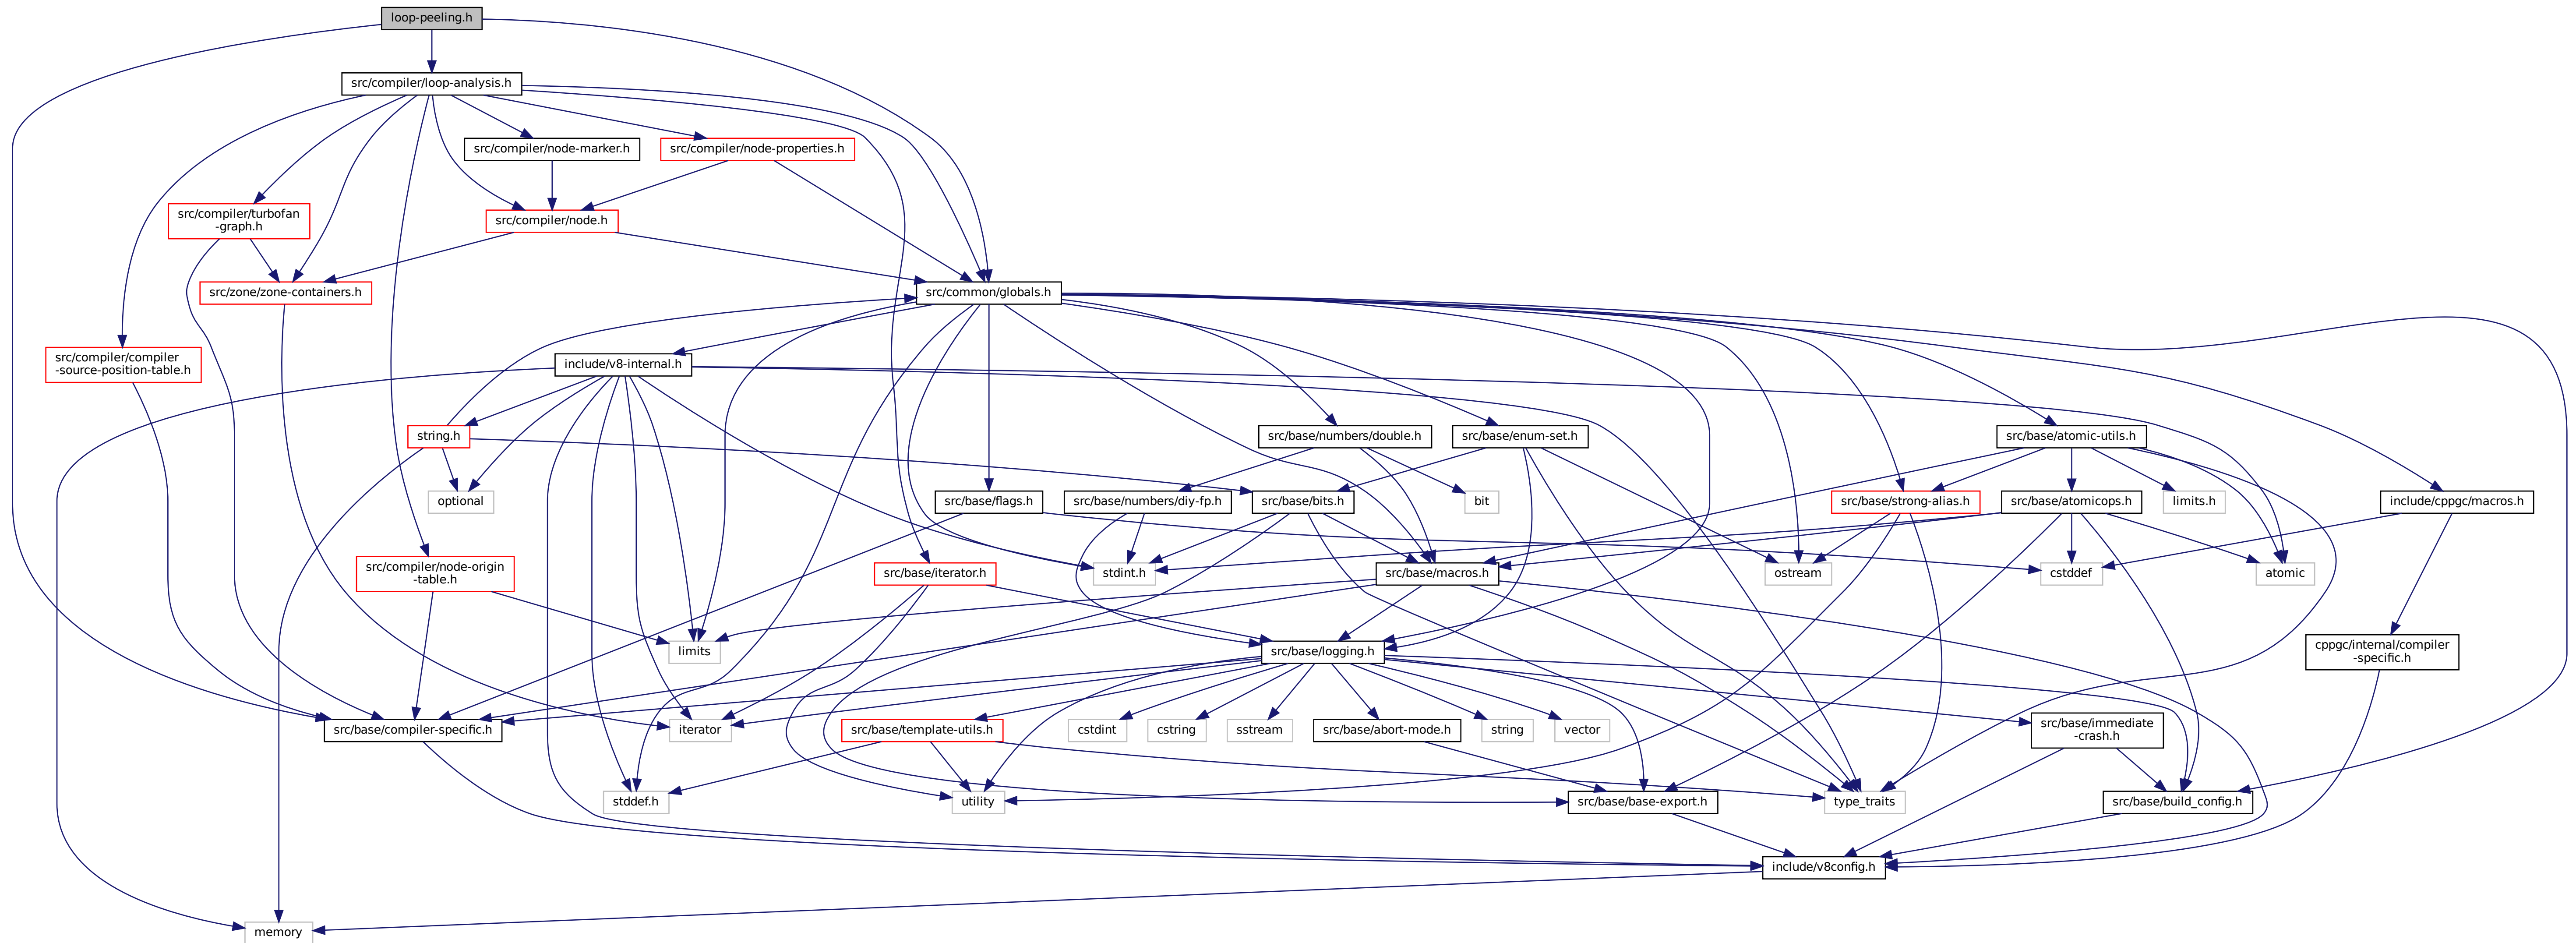 loop-peeling.h
src/compiler/loop-analysis.h
src/compiler/node-marker.h
src/compiler/node-properties.h
src/compiler/turbofan
-graph.h
src/compiler/node.h
src/zone/zone-containers.h
src/common/globals.h
src/compiler/compiler
-source-position-table.h
include/v8-internal.h
string.h
src/base/numbers/double.h
src/base/enum-set.h
src/base/atomic-utils.h
optional
src/base/flags.h
src/base/numbers/diy-fp.h
src/base/bits.h
bit
src/base/strong-alias.h
src/base/atomicops.h
limits.h
include/cppgc/macros.h
src/compiler/node-origin
-table.h
src/base/iterator.h
stdint.h
src/base/macros.h
ostream
cstddef
atomic
limits
src/base/logging.h
cppgc/internal/compiler
-specific.h
src/base/compiler-specific.h
iterator
src/base/template-utils.h
cstdint
cstring
sstream
src/base/abort-mode.h
string
vector
src/base/immediate
-crash.h
stddef.h
utility
src/base/base-export.h
type_traits
src/base/build_config.h
include/v8config.h
memory